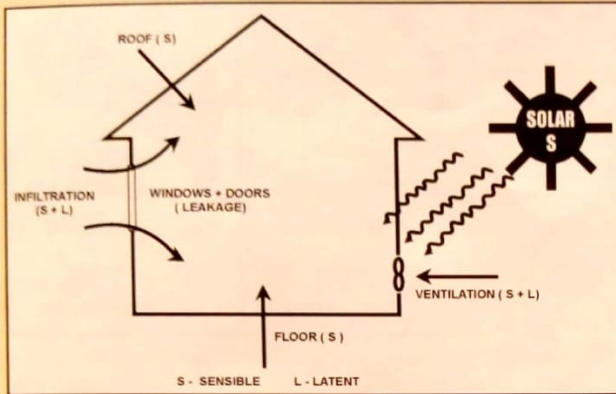 ROOF ( S )
SOLAR
S
INFILTRATION
(S + L)
WINDOWS + DOORS
( LEAKAGE)
VENTILATION ( S + L)
FLOOR ( S )
S - SENSIBLE L - LATENT